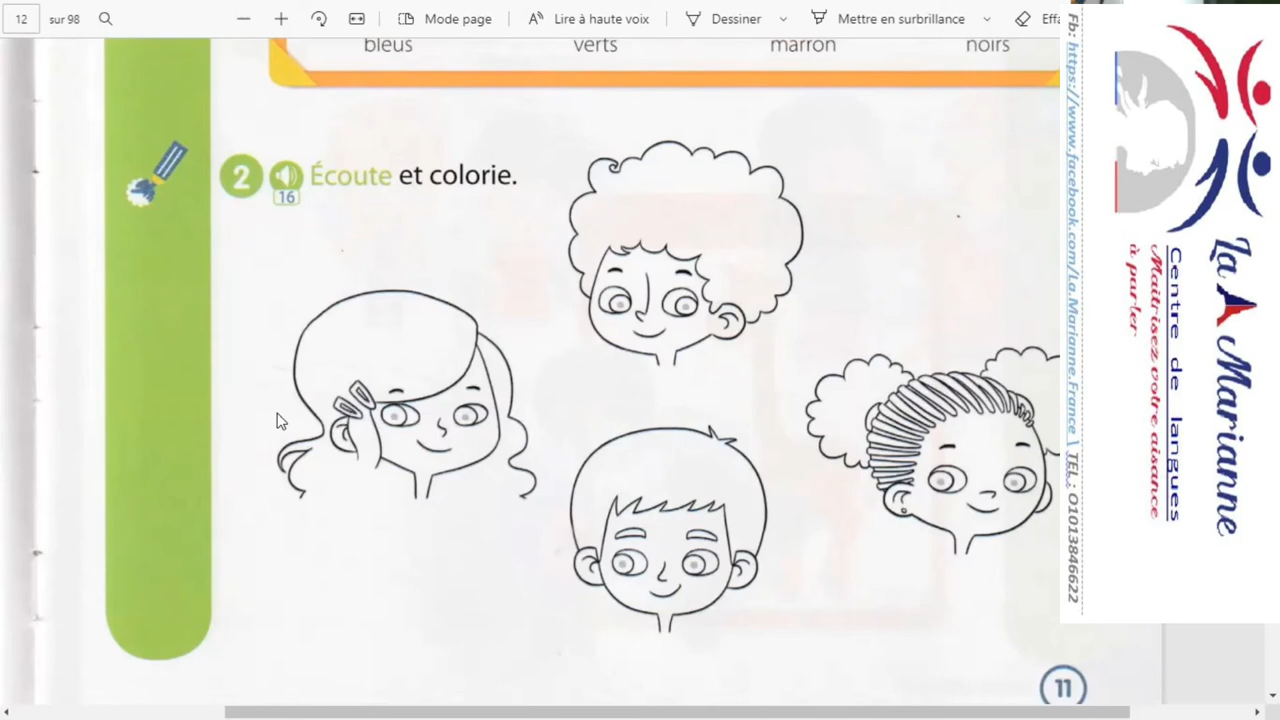 12 sur 98 Mode page Lire à haute voix Dessiner Mettre en surbrillance
bleus verts marron noirs
2 16 Écoute et colorie.
11
Fb: https://www.facebook.com/La.Marianne.France \ TEL : 01013846622
La Marianne
Centre de langues
Maîtrisez votre aisance
à parler